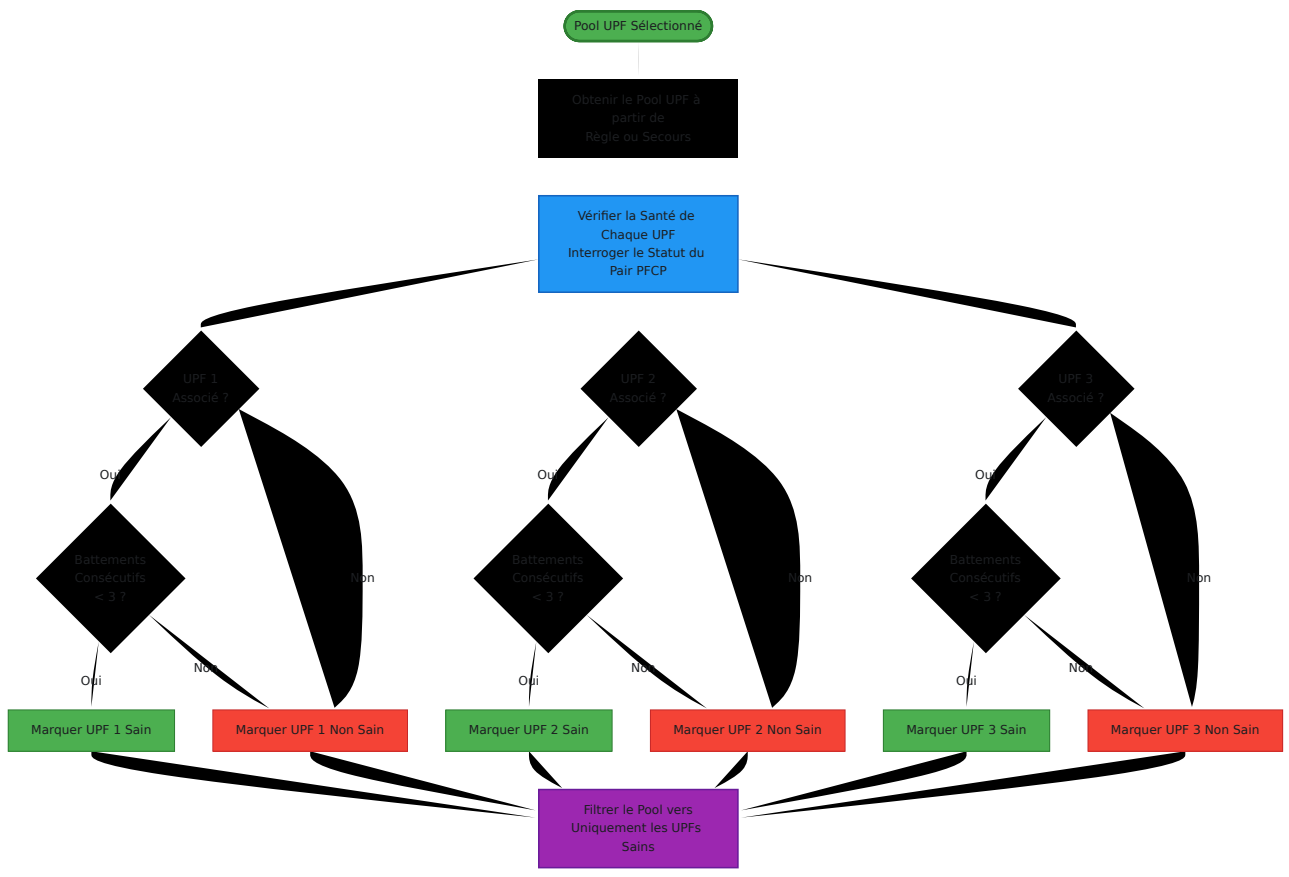 Pool UPF Sélectionné
Obtenir le Pool UPF à
partir de
Règle ou Secours
Vérifier la Santé de
Chaque UPF
Interroger le Statut du
Pair PFCP
UPF 1
Associé ?
UPF 2
Associé ?
UPF 3
Associé ?
Oui
Oui
Oui
Battements
Consécutifs
< 3 ?
Non
Battements
Consécutifs
< 3 ?
Non
Battements
Consécutifs
< 3 ?
Non
Non
Oui
Non
Oui
Non
Oui
Marquer UPF 1 Sain
Marquer UPF 1 Non Sain
Marquer UPF 2 Sain
Marquer UPF 2 Non Sain
Marquer UPF 3 Sain
Marquer UPF 3 Non Sain
Filtrer le Pool vers
Uniquement les UPFs
Sains